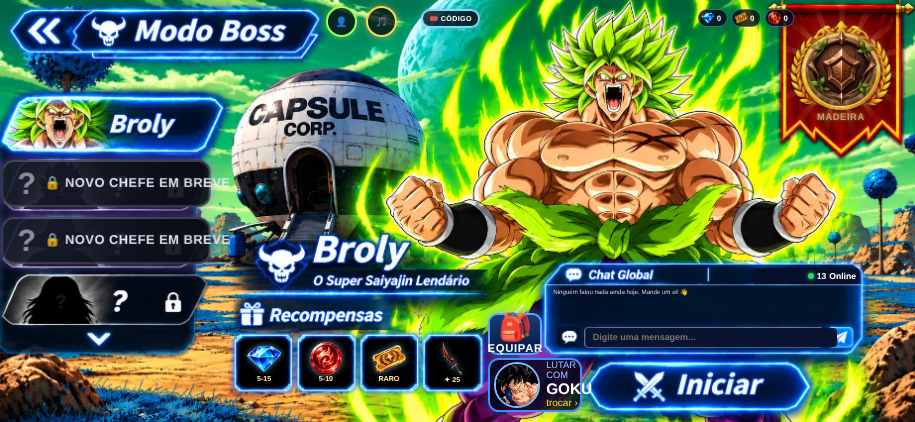 Modo Boss
CÓDIGO
0
0
0
MADEIRA
CAPSULE
CORP.
Broly
? NOVO CHEFE EM BREVE
? NOVO CHEFE EM BREVE
?
?
Broly
O Super Saiyajin Lendário
Recompensas
5-15
5-10
RARO
✦ 25
Chat Global
13 Online
Ninguém falou nada ainda hoje. Mande um oi! 👋
Digite uma mensagem...
EQUIPAR
LUTAR
COM
GOKU
trocar ›
Iniciar